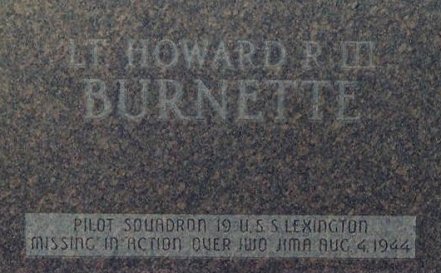 LT. HOWARD R III
BURNETTE
PILOT SQUADRON 19 U.S.S. LEXINGTON
MISSING IN ACTION OVER IWO JIMA AUG. 4, 1944